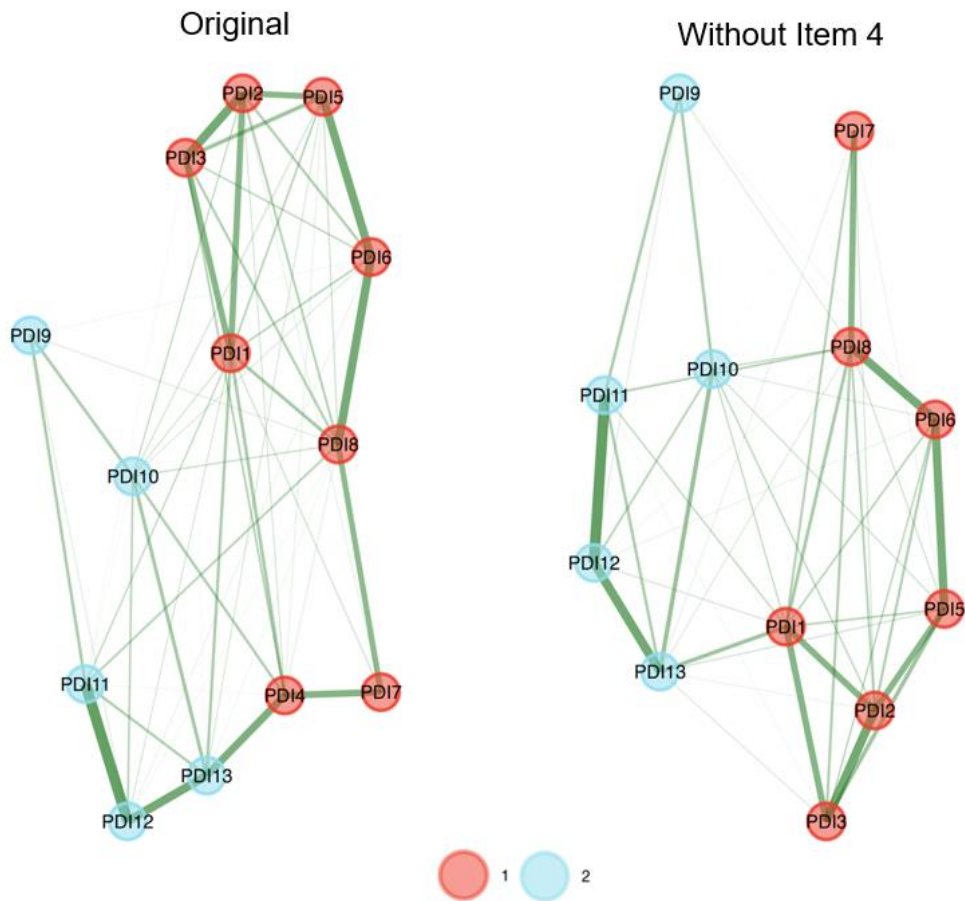 Original
PDI2
PDI5
PDI3
PDI6
PDI9
PDI1
PDI8
PDI10
PDI11
PDI4
PDI7
PDI13
PDI12
Without Item 4
PDI9
PDI7
PDI8
PDI10
PDI11
PDI6
PDI12
PDI5
PDI1
PDI13
PDI2
PDI3
1 2